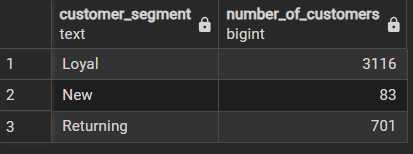 customer_segment number_of_customers
text bigint
1 Loyal 3116
2 New 83
3 Returning 701